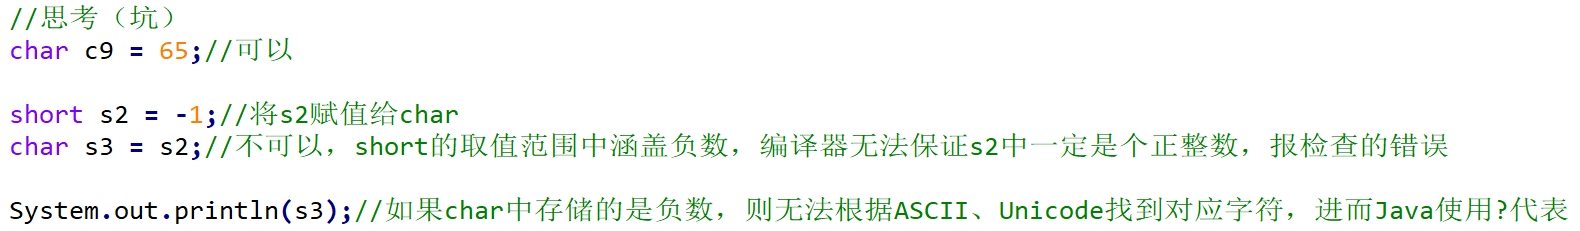 //思考（坑）
char c9 = 65;//可以
short s2 = -1;//将s2赋值给char
char s3 = s2;//不可以，short的取值范围中涵盖负数，编译器无法保证s2中一定是个正整数，报检查的错误
System.out.println(s3);//如果char中存储的是负数，则无法根据ASCII、Unicode找到对应字符，进而Java使用?代表